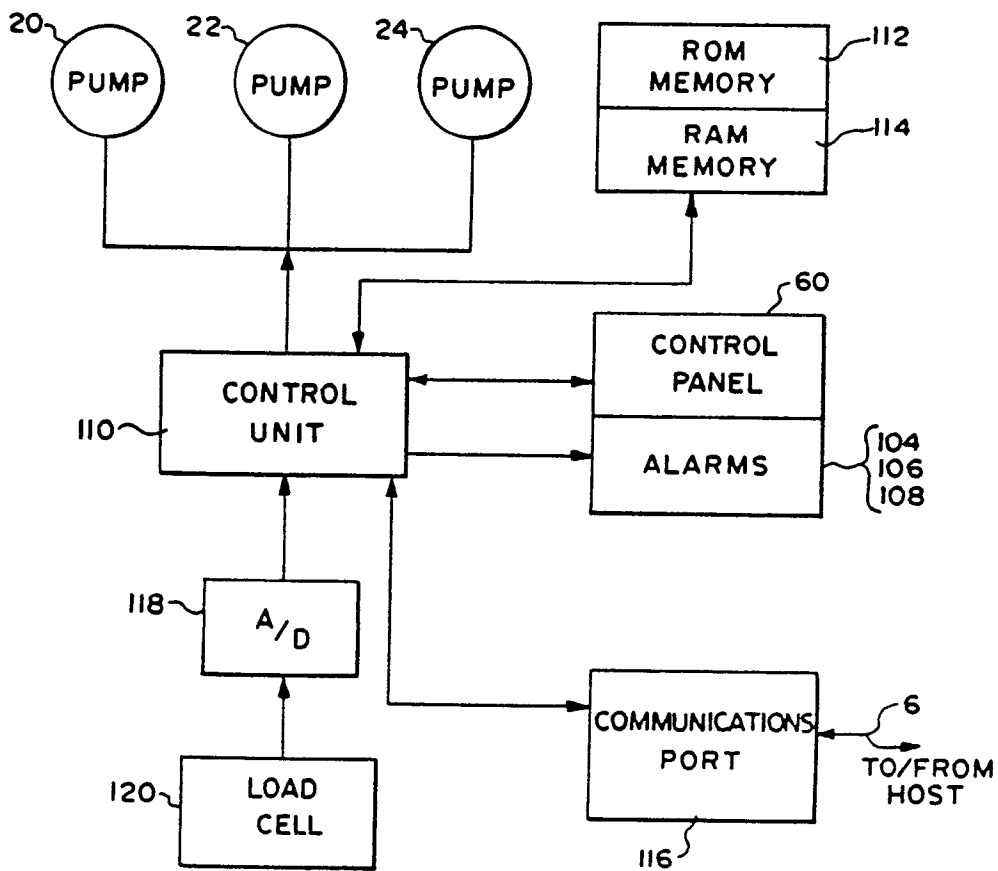 20
22
24
PUMP
PUMP
PUMP
ROM
MEMORY
112
RAM
MEMORY
114
60
CONTROL
PANEL
CONTROL
UNIT
110
ALARMS
104
106
108
118
A/D
6
COMMUNICATIONS
PORT
TO/FROM
HOST
120
LOAD
CELL
116